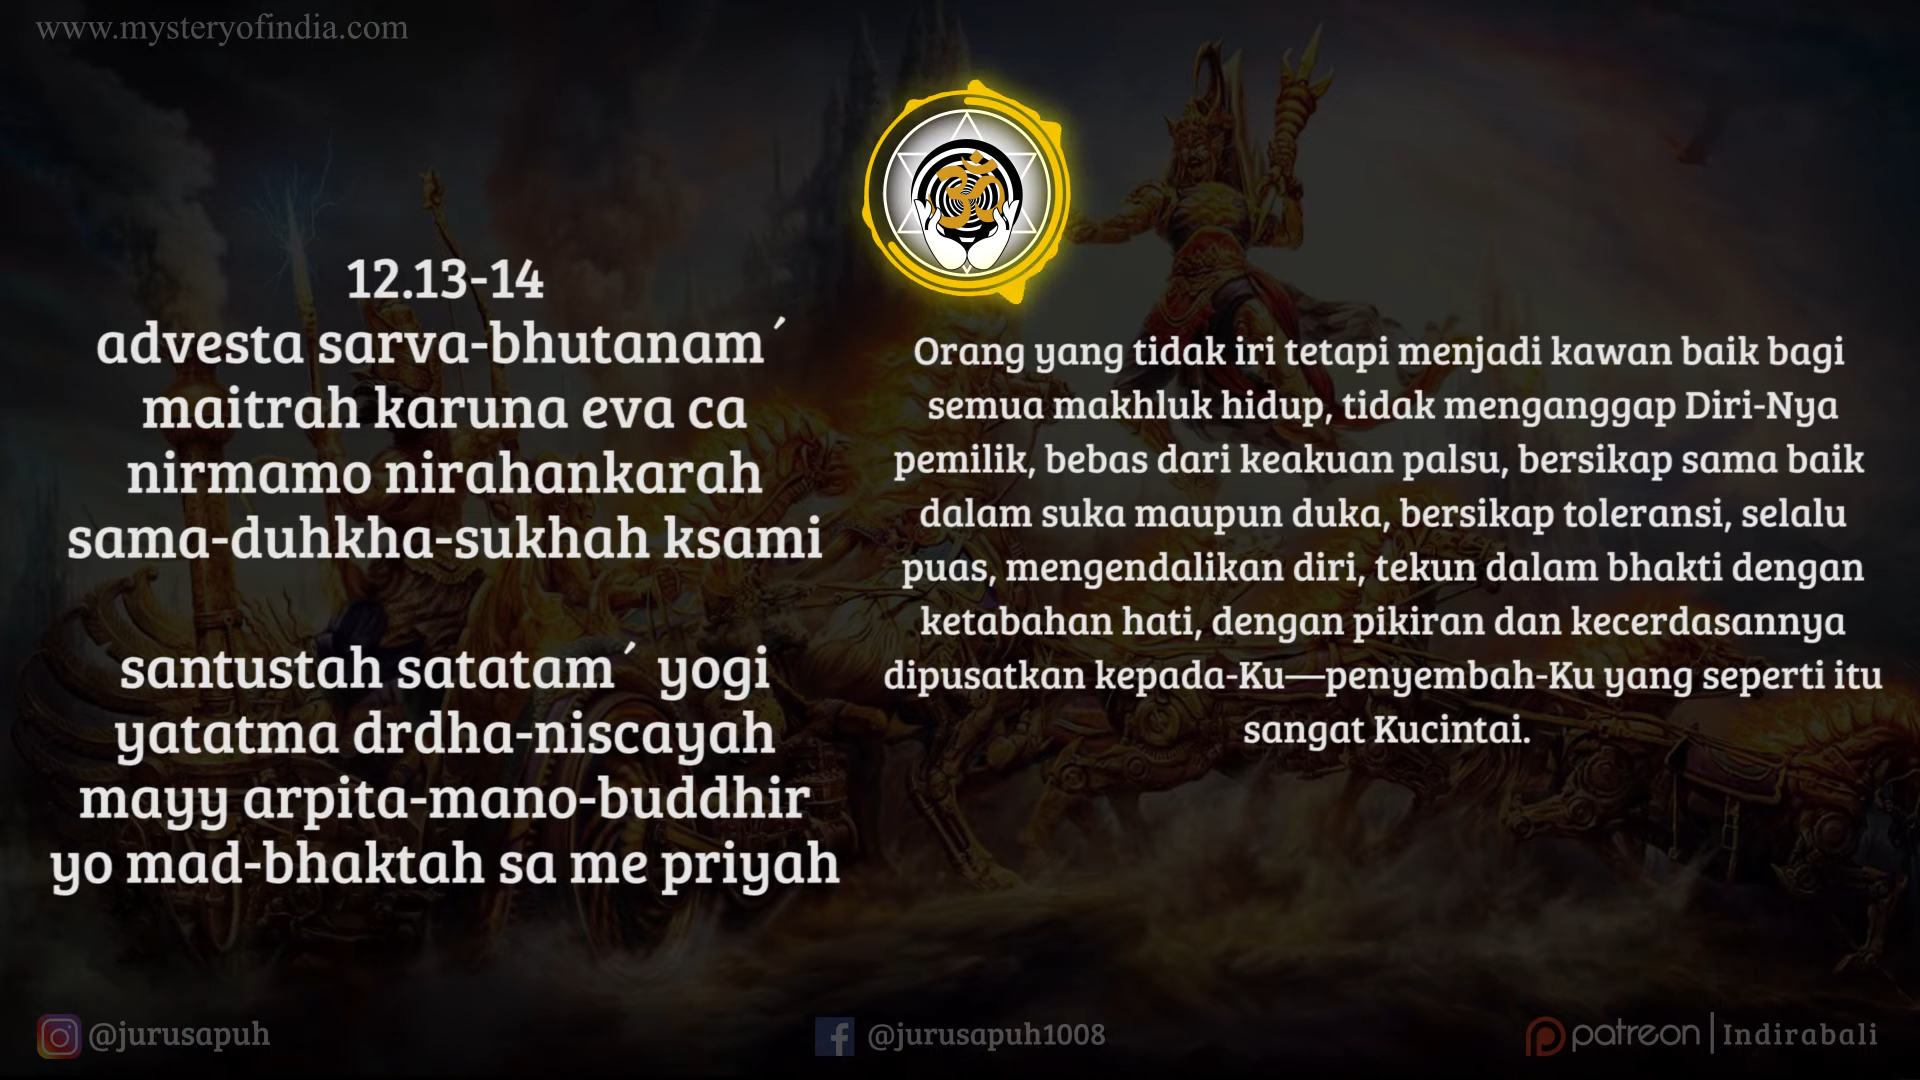 www.mysteryofindia.com
12.13-14
advesta sarva-bhutanam´
maitrah karuna eva ca
nirmamo nirahankarah
sama-duhkha-sukhah ksami
santustah satatam´ yogi
yatatma drdha-niscayah
mayy arpita-mano-buddhir
yo mad-bhaktah sa me priyah
ॐ
Orang yang tidak iri tetapi menjadi kawan baik bagi
semua makhluk hidup, tidak menganggap Diri-Nya
pemilik, bebas dari keakuan palsu, bersikap sama baik
dalam suka maupun duka, bersikap toleransi, selalu
puas, mengendalikan diri, tekun dalam bhakti dengan
ketabahan hati, dengan pikiran dan kecerdasannya
dipusatkan kepada-Ku—penyembah-Ku yang seperti itu
sangat Kucintai.
@jurusapuh
@jurusapuh1008
patreon | Indirabali